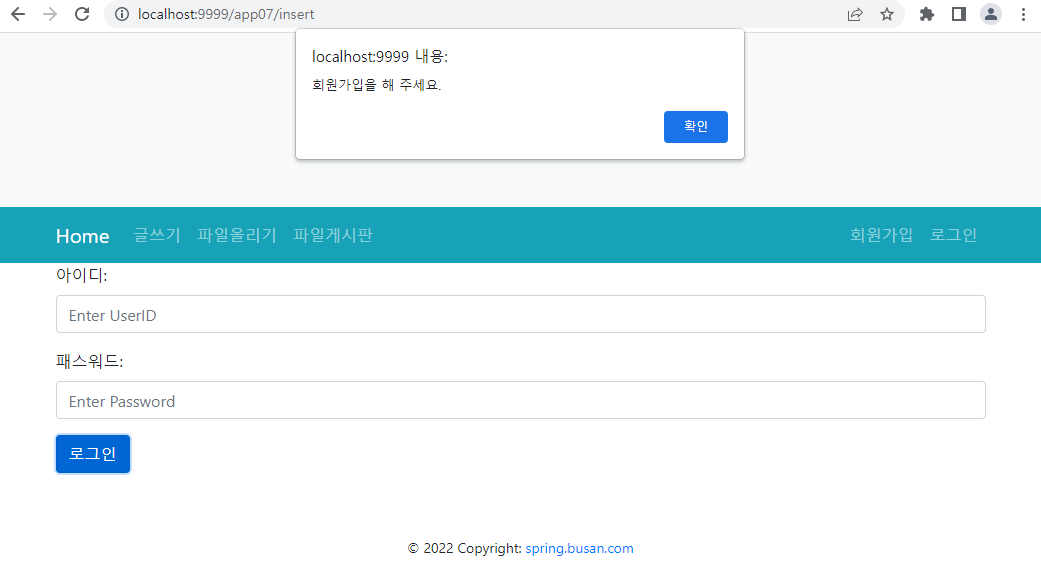 localhost:9999/app07/insert
localhost:9999 내용:
회원가입을 해 주세요.
확인
Home 글쓰기 파일올리기 파일게시판 회원가입 로그인
아이디:
Enter UserID
패스워드:
Enter Password
로그인
© 2022 Copyright: spring.busan.com